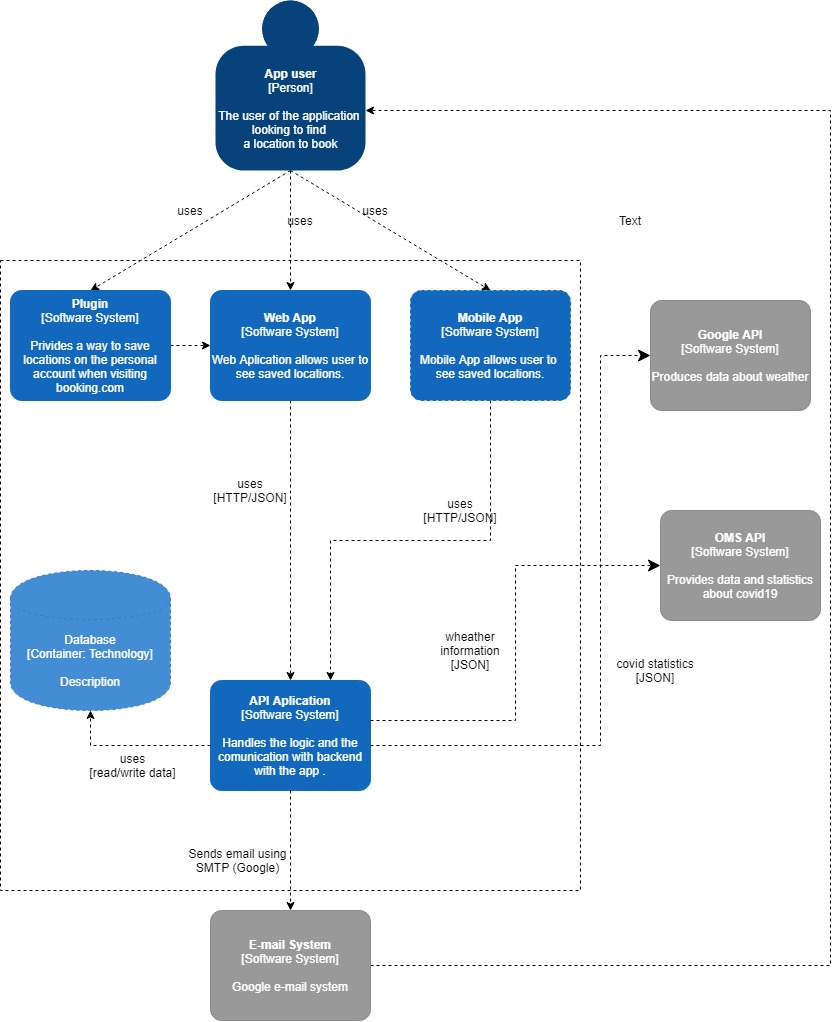 App user
[Person]
The user of the application
looking to find
a location to book
uses
uses
uses
Text
Plugin
[Software System]
Privides a way to save
locations on the personal
account when visiting
booking.com
Web App
[Software System]
Web Aplication allows user to
see saved locations.
Mobile App
[Software System]
Mobile App allows user to
see saved locations.
Google API
[Software System]
Produces data about weather
uses
[HTTP/JSON]
uses
[HTTP/JSON]
OMS API
[Software System]
Provides data and statistics
about covid19
Database
[Container: Technology]
Description
wheather
information
[JSON]
covid statistics
[JSON]
API Aplication
[Software System]
Handles the logic and the
comunication with backend
with the app .
uses
[read/write data]
Sends email using
SMTP (Google)
E-mail System
[Software System]
Google e-mail system